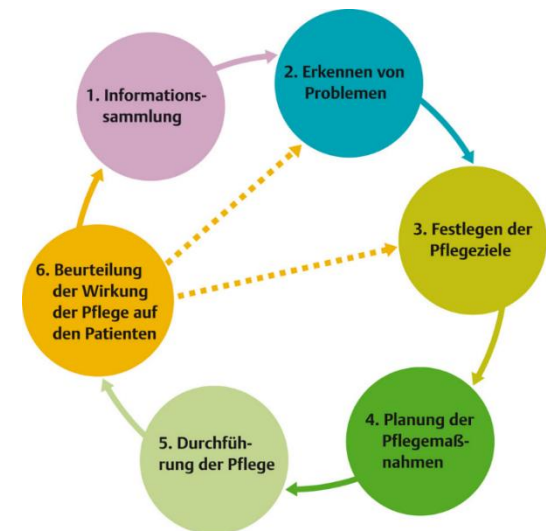 1. Informations-
sammlung
2. Erkennen von
Problemen
3. Festlegen der
Pflegeziele
4. Planung der
Pflegemaß-
nahmen
5. Durchfüh-
rung der Pflege
6. Beurteilung
der Wirkung
der Pflege auf
den Patienten